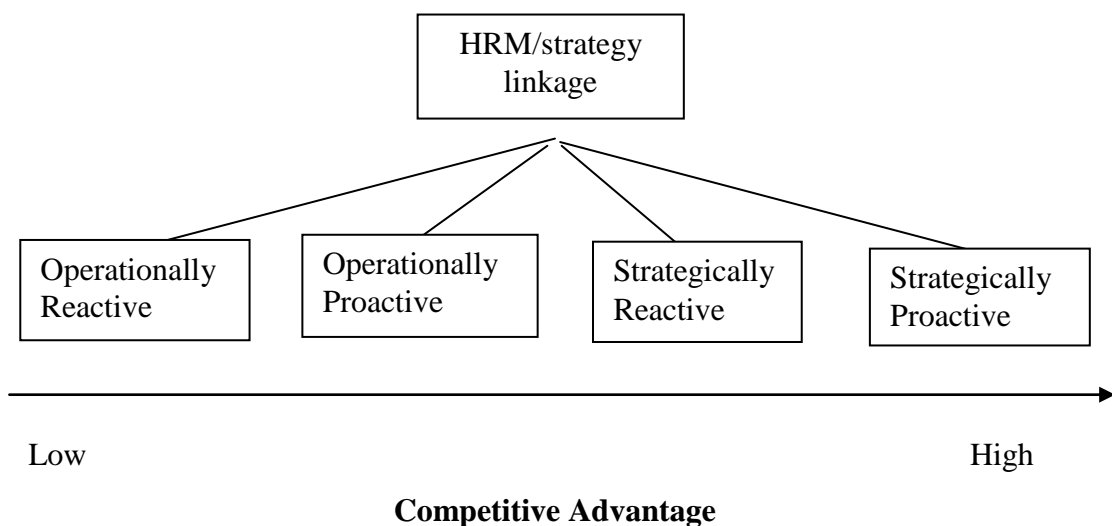 HRM/strategy
linkage
Operationally
Reactive
Operationally
Proactive
Strategically
Reactive
Strategically
Proactive
Low
High
Competitive Advantage